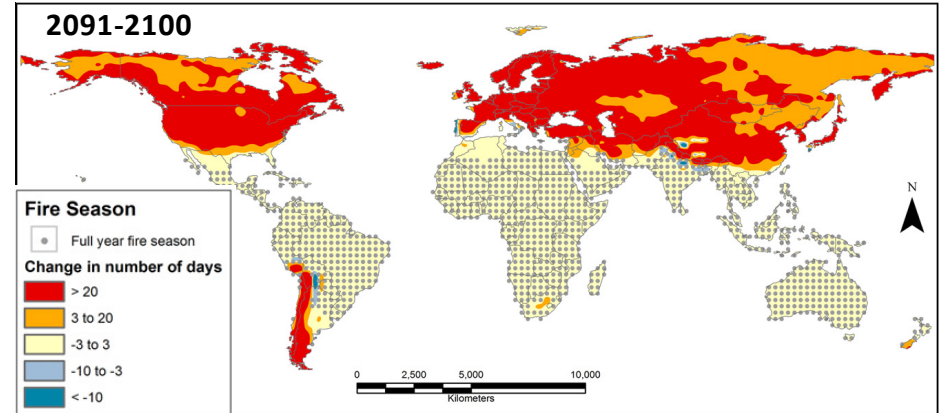 2091-2100
N
Fire Season
Full year fire season
Change in number of days
> 20
3 to 20
-3 to 3
-10 to -3
< -10
0 2,500 5,000 10,000
Kilometers